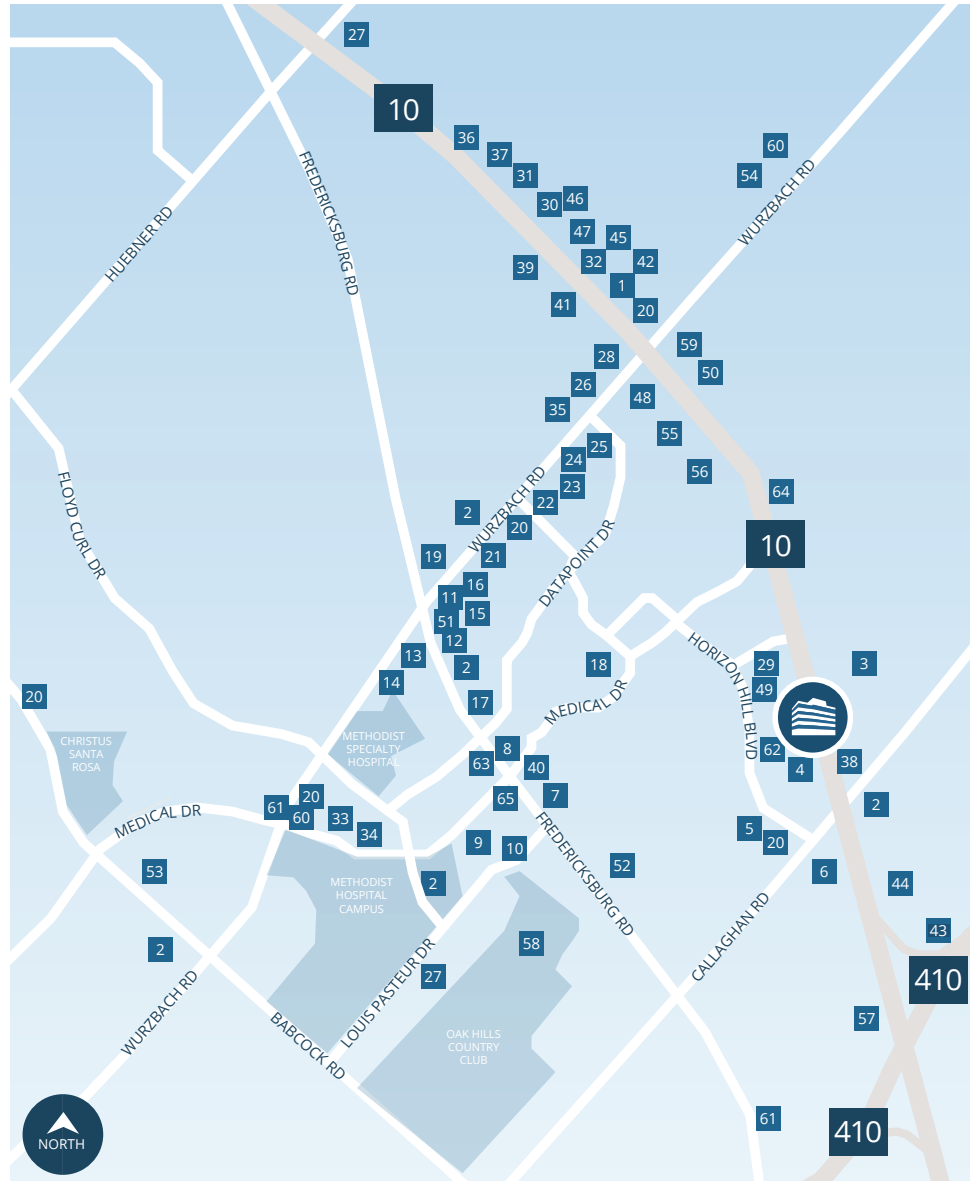 27
10
36
37
60
31
54
46
30
47
45
WURZBACH RD
FREDERICKSBURG RD
HUEBNER RD
39
32
42
1
41
20
59
28
50
26
48
35
55
25
24
56
23
64
22
2
WURZBACH RD
20
FLOYD CURL DR
10
19
21
DATAPOINT DR
16
11
15
51
12
13
2
18
HORIZON HILL BLVD
29
3
14
49
20
17
MEDICAL DR
CHRISTUS
SANTA
ROSA
METHODIST
SPECIALTY
HOSPITAL
8
62
63
40
4
38
20
65
7
61
60
33
2
MEDICAL DR
34
5
9
10
20
FREDERICKSBURG RD
53
52
6
METHODIST
HOSPITAL
CAMPUS
2
44
43
2
58
CALLAGHAN RD
27
LOUIS PASTEUR DR
410
WURZBACH RD
57
BABCOCK RD
OAK HILLS
COUNTRY
CLUB
61
410
NORTH